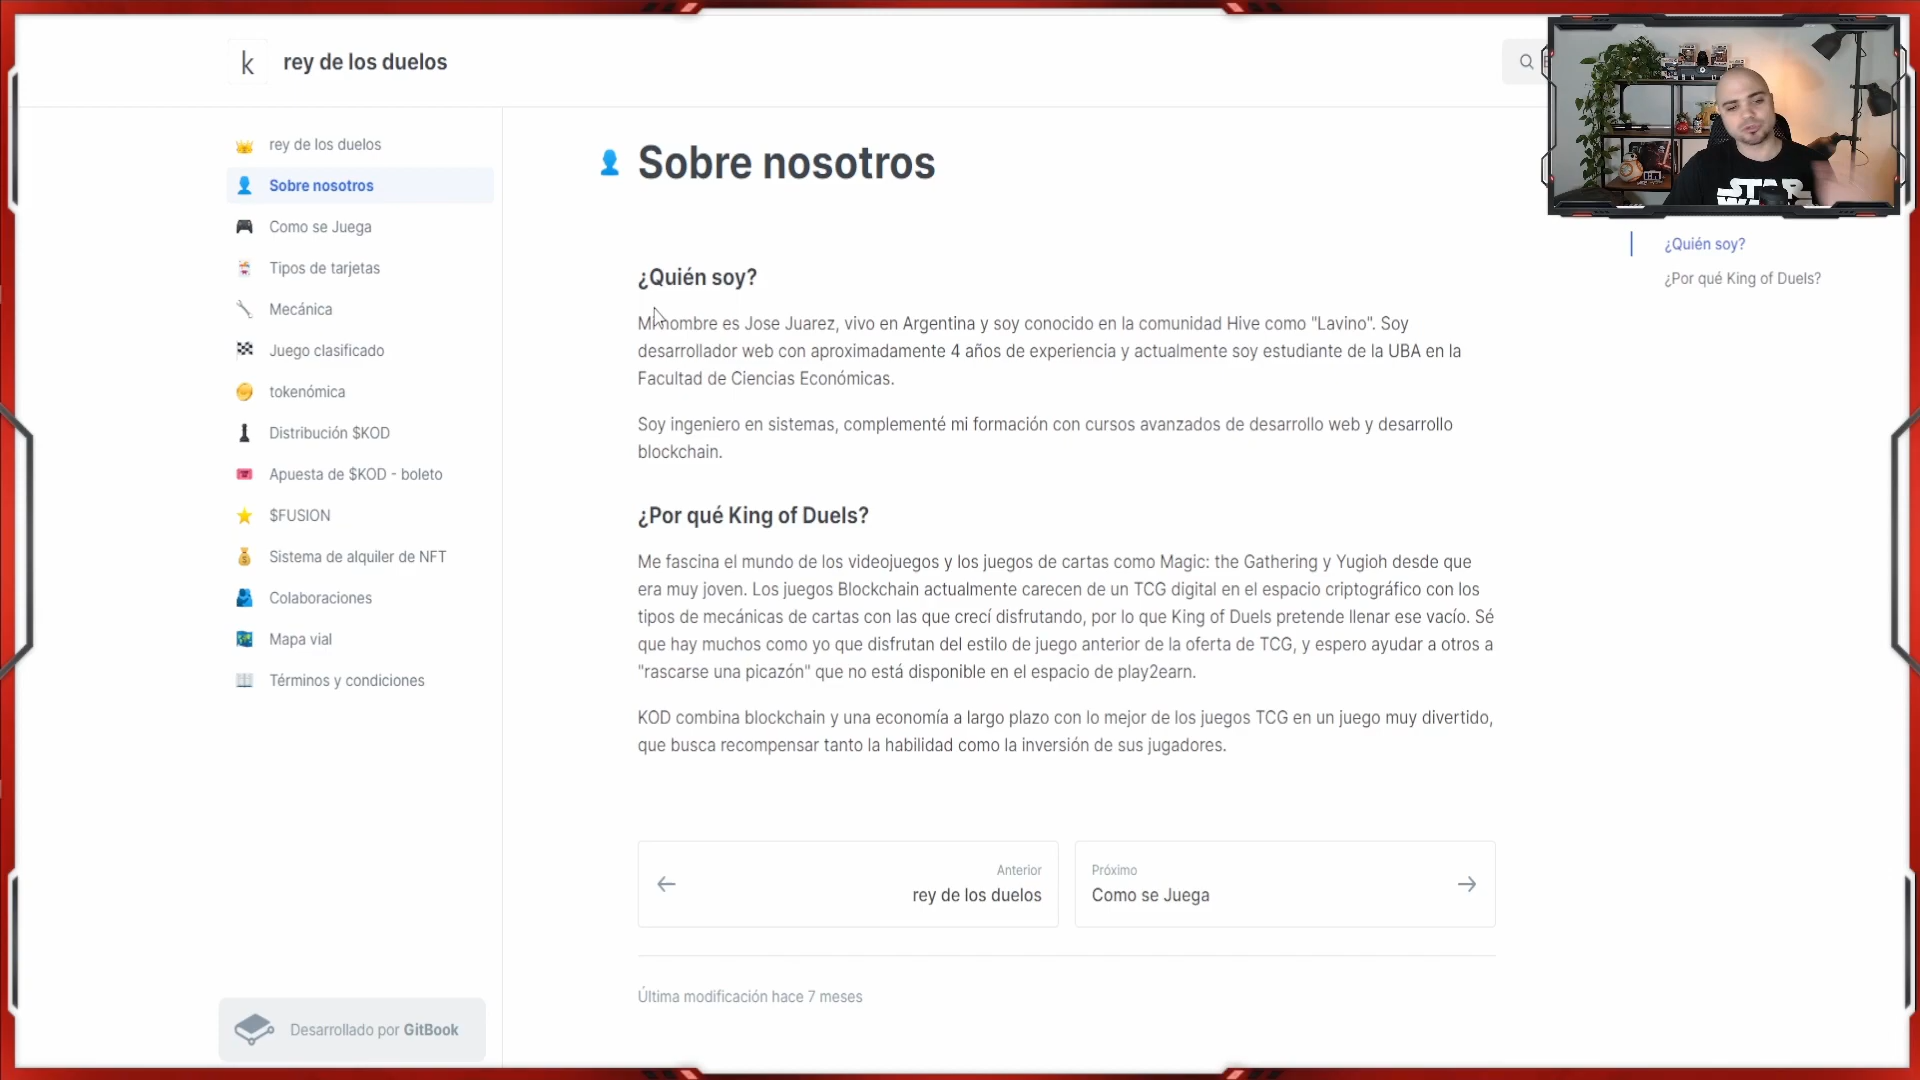 k
rey de los duelos
rey de los duelos
Sobre nosotros
Como se Juega
Tipos de tarjetas
Mecánica
Juego clasificado
tokenómica
Distribución $KOD
Apuesta de $KOD - boleto
$FUSION
Sistema de alquiler de NFT
Colaboraciones
Mapa vial
Términos y condiciones
Desarrollado por GitBook
Sobre nosotros
¿Quién soy?
Mi nombre es Jose Juarez, vivo en Argentina y soy conocido en la comunidad Hive como "Lavino". Soy
desarrollador web con aproximadamente 4 años de experiencia y actualmente soy estudiante de la UBA en la
Facultad de Ciencias Económicas.
Soy ingeniero en sistemas, complementé mi formación con cursos avanzados de desarrollo web y desarrollo
blockchain.
¿Por qué King of Duels?
Me fascina el mundo de los videojuegos y los juegos de cartas como Magic: the Gathering y Yugioh desde que
era muy joven. Los juegos Blockchain actualmente carecen de un TCG digital en el espacio criptográfico con los
tipos de mecánicas de cartas con las que crecí disfrutando, por lo que King of Duels pretende llenar ese vacío. Sé
que hay muchos como yo que disfrutan del estilo de juego anterior de la oferta de TCG, y espero ayudar a otros a
"rascarse una picazón" que no está disponible en el espacio de play2earn.
KOD combina blockchain y una economía a largo plazo con lo mejor de los juegos TCG en un juego muy divertido,
que busca recompensar tanto la habilidad como la inversión de sus jugadores.
Anterior
rey de los duelos
Próximo
Como se Juega
Última modificación hace 7 meses
STAR
¿Quién soy?
¿Por qué King of Duels?